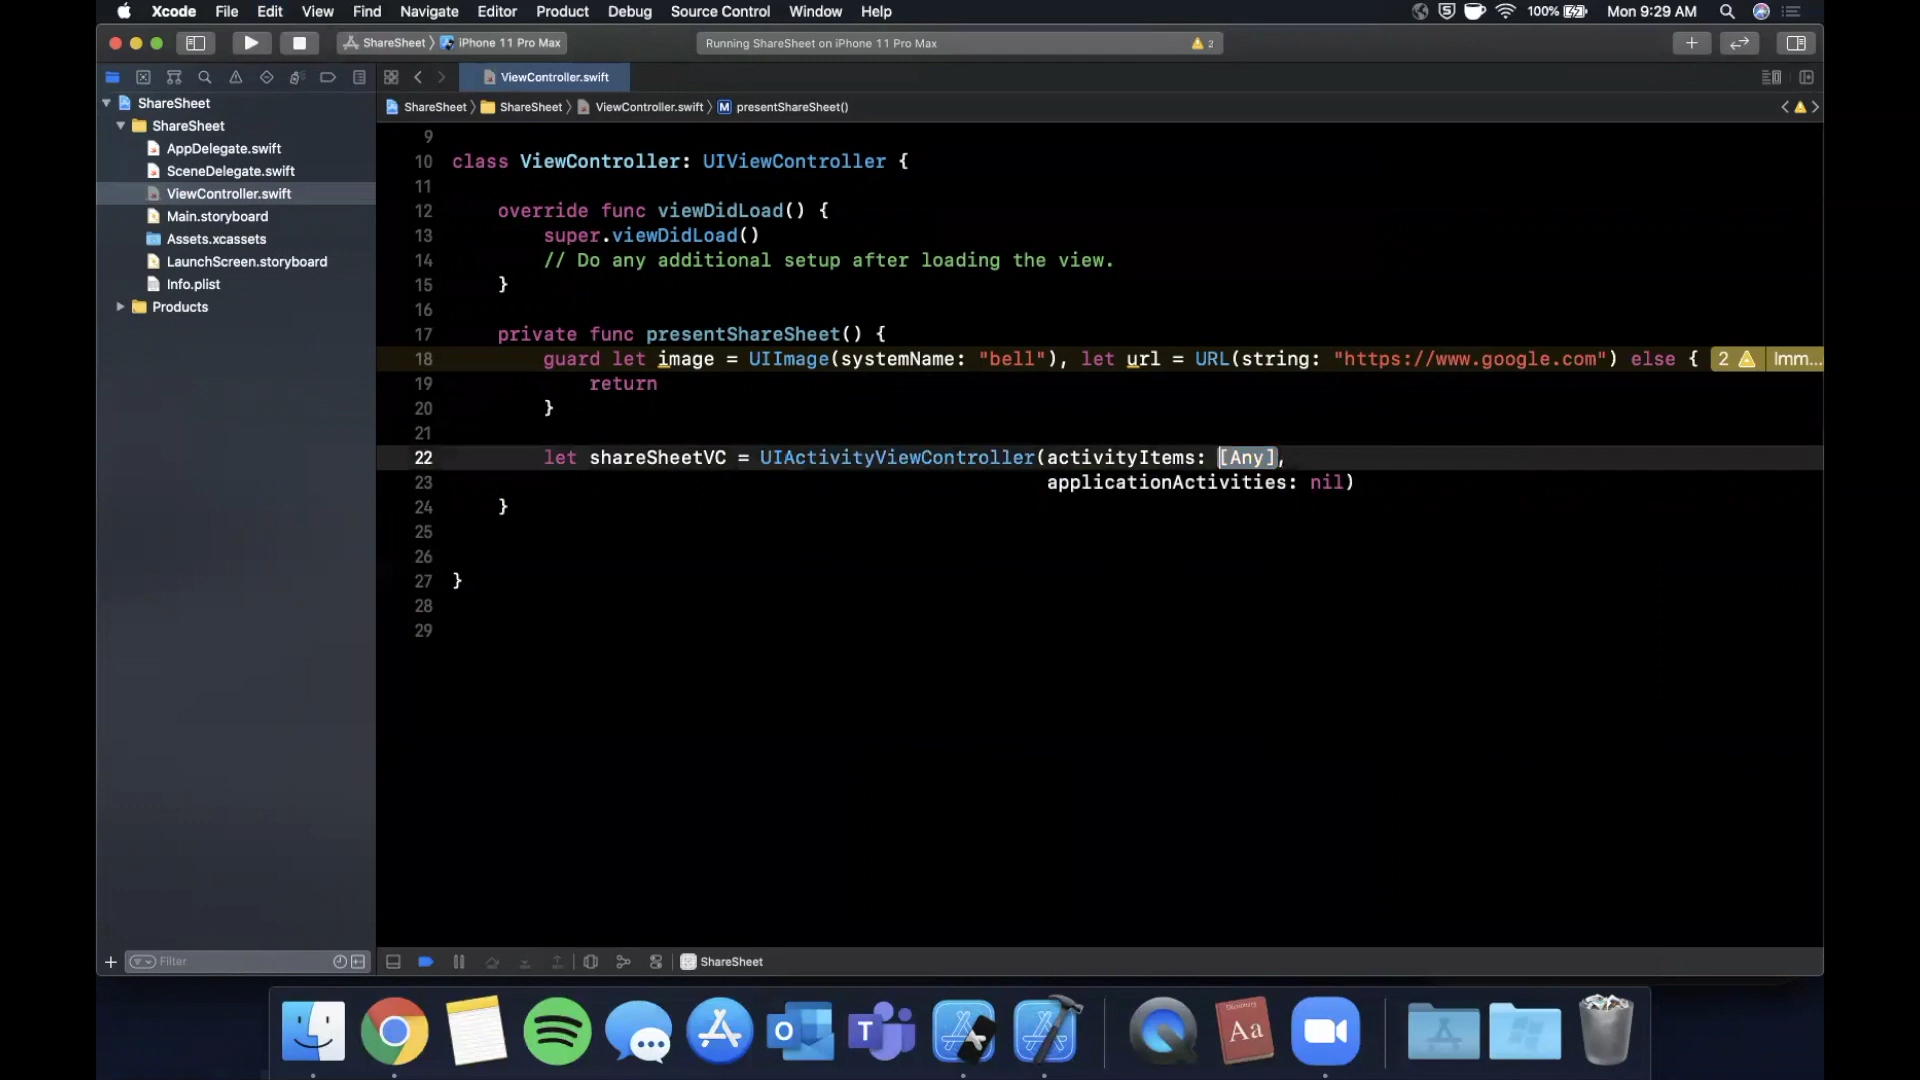 Xcode File Edit View Find Navigate Editor Product Debug Source Control Window Help 100% Mon 9:29 AM
ShareSheet iPhone 11 Pro Max Running ShareSheet on iPhone 11 Pro Max 2
ViewController.swift
ShareSheet ShareSheet ViewController.swift M presentShareSheet()
ShareSheet
ShareSheet
AppDelegate.swift
SceneDelegate.swift
ViewController.swift
Main.storyboard
Assets.xcassets
LaunchScreen.storyboard
Info.plist
Products
9
10 class ViewController: UIViewController {
11
12 override func viewDidLoad() {
13 super.viewDidLoad()
14 // Do any additional setup after loading the view.
15 }
16
17 private func presentShareSheet() {
18 guard let image = UIImage(systemName: "bell"), let url = URL(string: "https://www.google.com") else { 2 Imm...
19 return
20 }
21
22 let shareSheetVC = UIActivityViewController(activityItems: [Any],
23 applicationActivities: nil)
24 }
25
26
27 }
28
29
Filter
ShareSheet
Aa